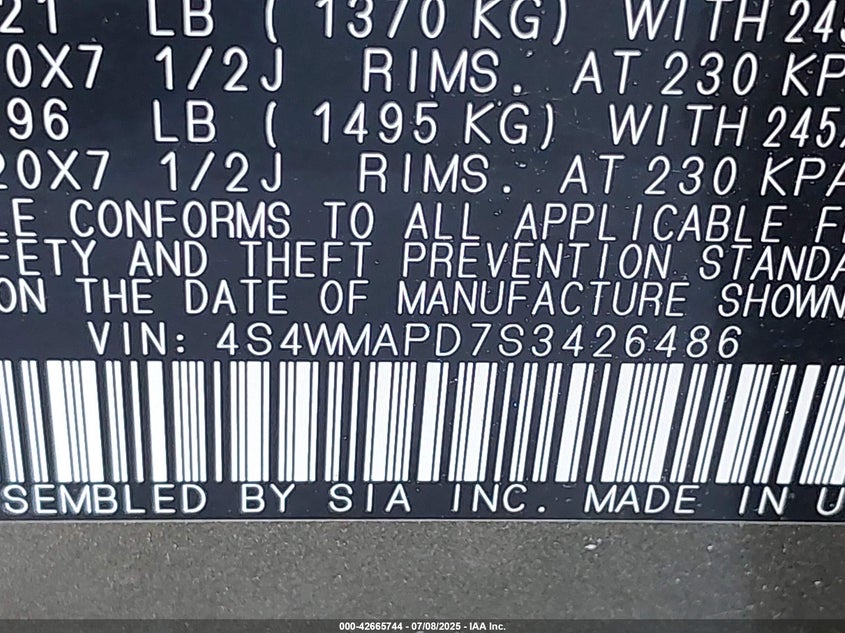 21 LB ( 1370 KG) WITH 245
0X7 1/2J RIMS. AT 230 KP
96 LB ( 1495 KG) WITH 245
20X7 1/2J RIMS. AT 230 KPA
LE CONFORMS TO ALL APPLICABLE F
FETY AND THEFT PREVENTION STANDA
ON THE DATE OF MANUFACTURE SHOWN
VIN: 4S4WMAPD7S3426486
SEMBLED BY SIA INC. MADE IN U
000-42665744 - 07/08/2025 - IAA Inc.